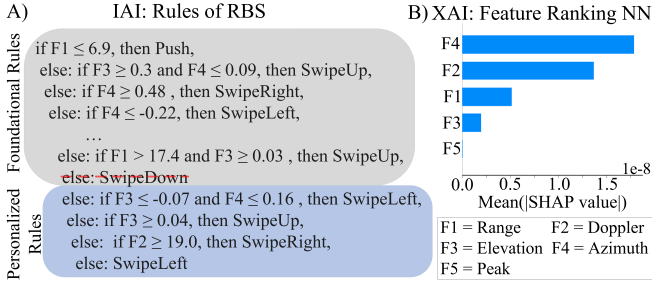 A) IAI: Rules of RBS
Foundational Rules
if F1 ≤ 6.9, then Push,
else: if F3 ≥ 0.3 and F4 ≤ 0.09, then SwipeUp,
else: if F4 ≥ 0.48 , then SwipeRight,
else: if F4 ≤ -0.22, then SwipeLeft,
…
else: if F1 > 17.4 and F3 ≥ 0.03 , then SwipeUp,
else: SwipeDown
Personalized Rules
else: if F3 ≤ -0.07 and F4 ≤ 0.16 , then SwipeLeft,
else: if F3 ≥ 0.04, then SwipeUp,
else: if F2 ≥ 19.0, then SwipeRight,
else: SwipeLeft
B) XAI: Feature Ranking NN
F4
F2
F1
F3
F5
0.0 0.5 1.0 1.5
1e-8
Mean(|SHAP value|)
F1 = Range F2 = Doppler
F3 = Elevation F4 = Azimuth
F5 = Peak